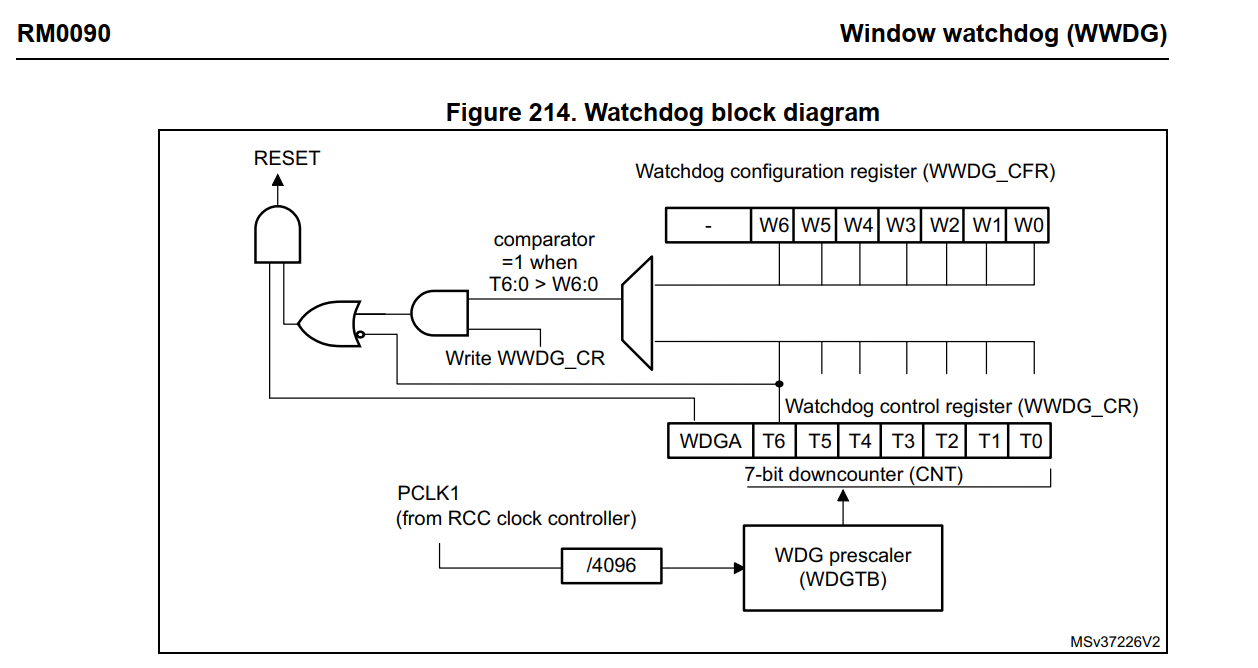 RM0090
Window watchdog (WWDG)
Figure 214. Watchdog block diagram
RESET
Watchdog configuration register (WWDG_CFR)
- W6 W5 W4 W3 W2 W1 W0
comparator
=1 when
T6:0 > W6:0
Write WWDG_CR
Watchdog control register (WWDG_CR)
WDGA T6 T5 T4 T3 T2 T1 T0
7-bit downcounter (CNT)
PCLK1
(from RCC clock controller)
/4096
WDG prescaler
(WDGTB)
MSv37226V2